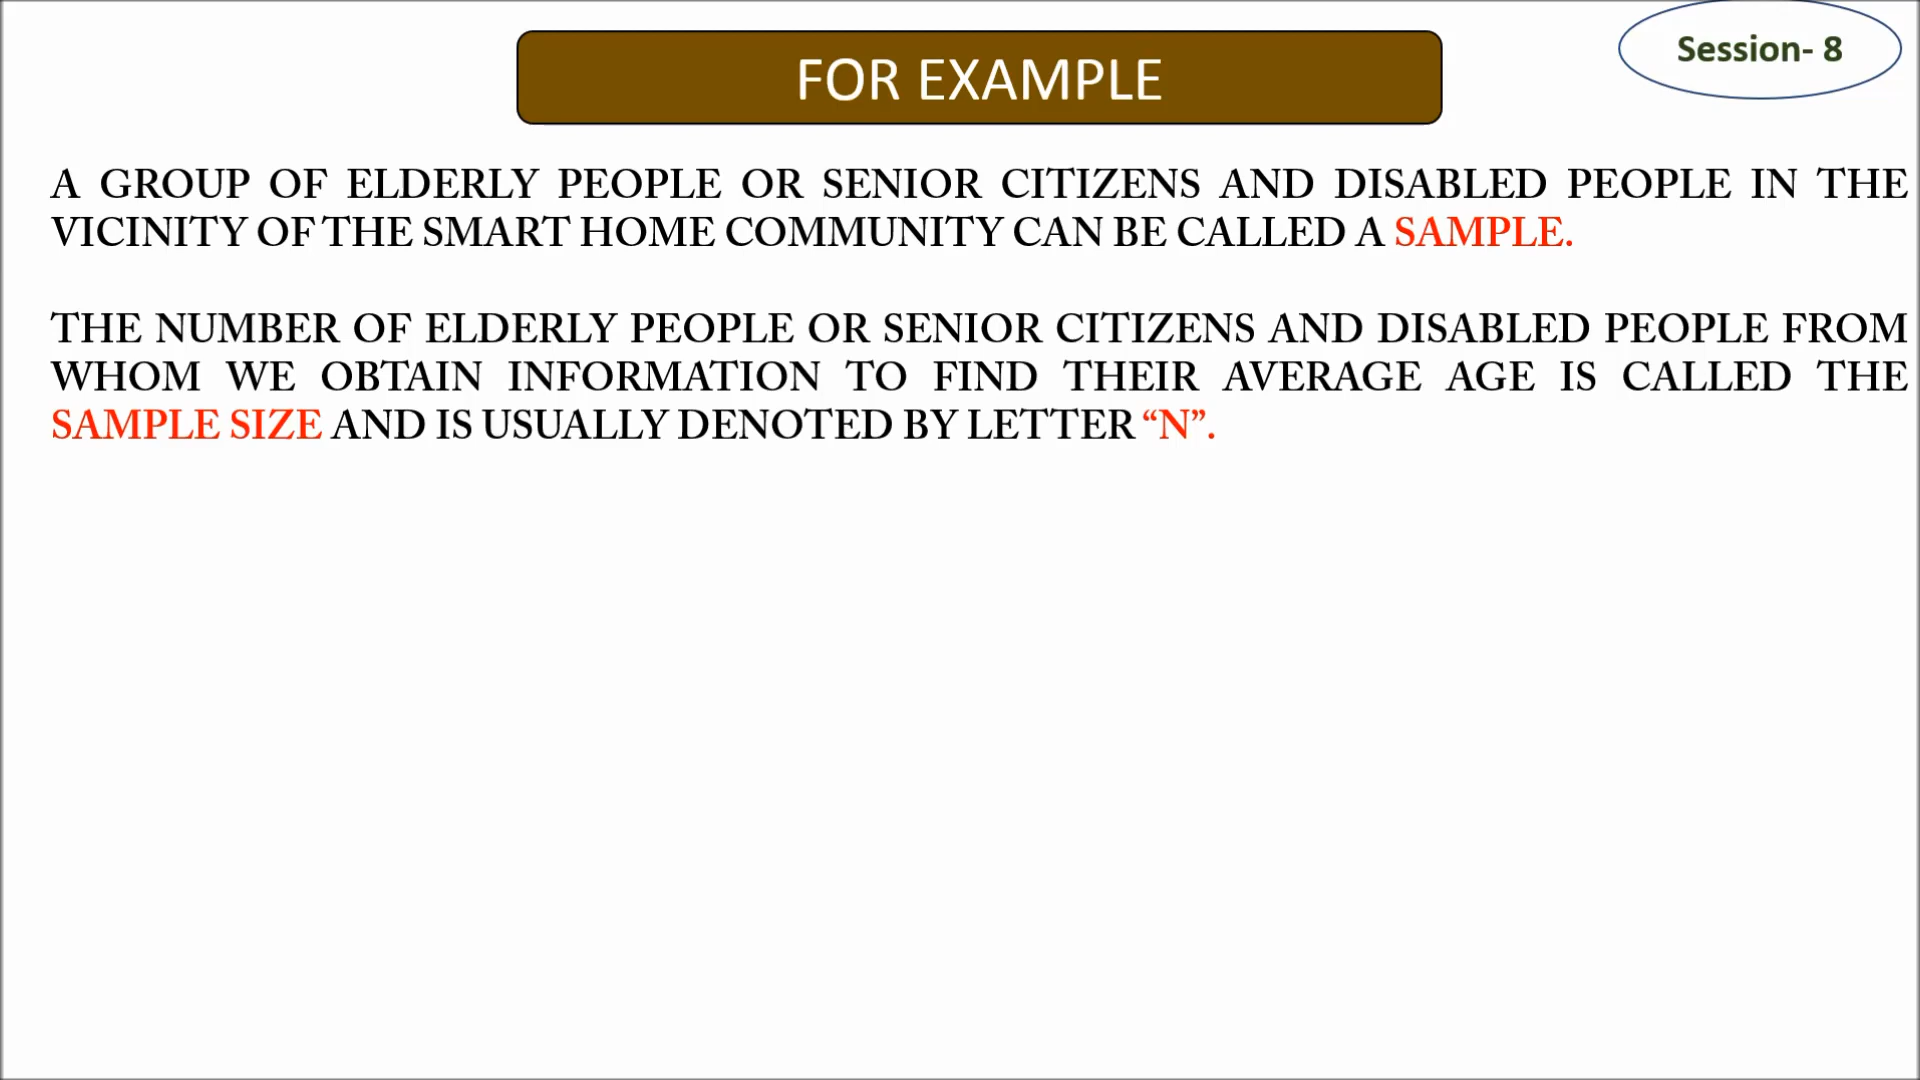 Session- 8
FOR EXAMPLE
A GROUP OF ELDERLY PEOPLE OR SENIOR CITIZENS AND DISABLED PEOPLE IN THE
VICINITY OF THE SMART HOME COMMUNITY CAN BE CALLED A SAMPLE.
THE NUMBER OF ELDERLY PEOPLE OR SENIOR CITIZENS AND DISABLED PEOPLE FROM
WHOM WE OBTAIN INFORMATION TO FIND THEIR AVERAGE AGE IS CALLED THE
SAMPLE SIZE AND IS USUALLY DENOTED BY LETTER “N”.